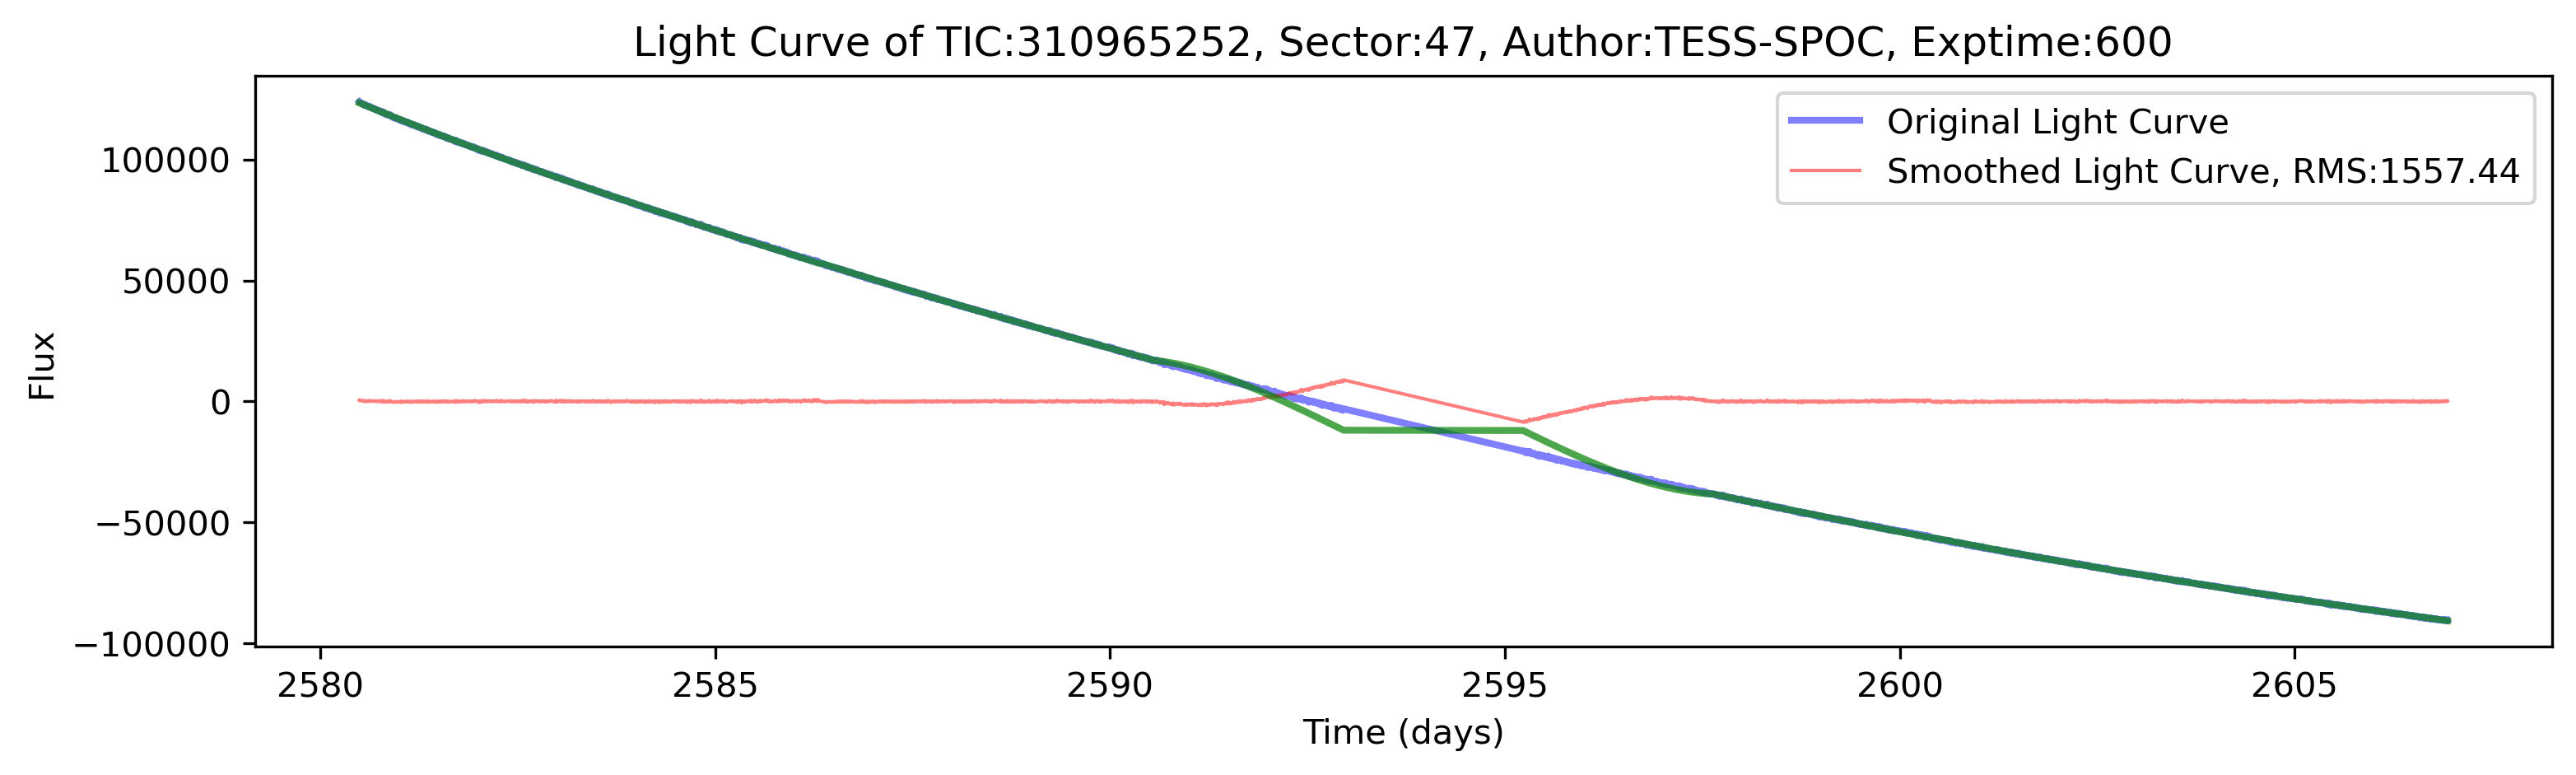 Light Curve of TIC:310965252, Sector:47, Author:TESS-SPOC, Exptime:600
Original Light Curve
Smoothed Light Curve, RMS:1557.44
Flux
100000
50000
0
−50000
−100000
2580 2585 2590 2595 2600 2605
Time (days)